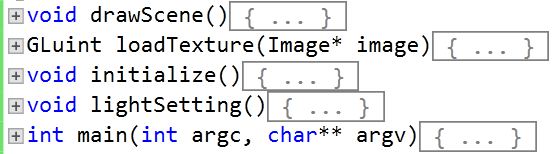 void drawScene(){ ... }
GLuint loadTexture(Image* image){ ... }
void initialize(){ ... }
void lightSetting(){ ... }
int main(int argc, char** argv){ ... }